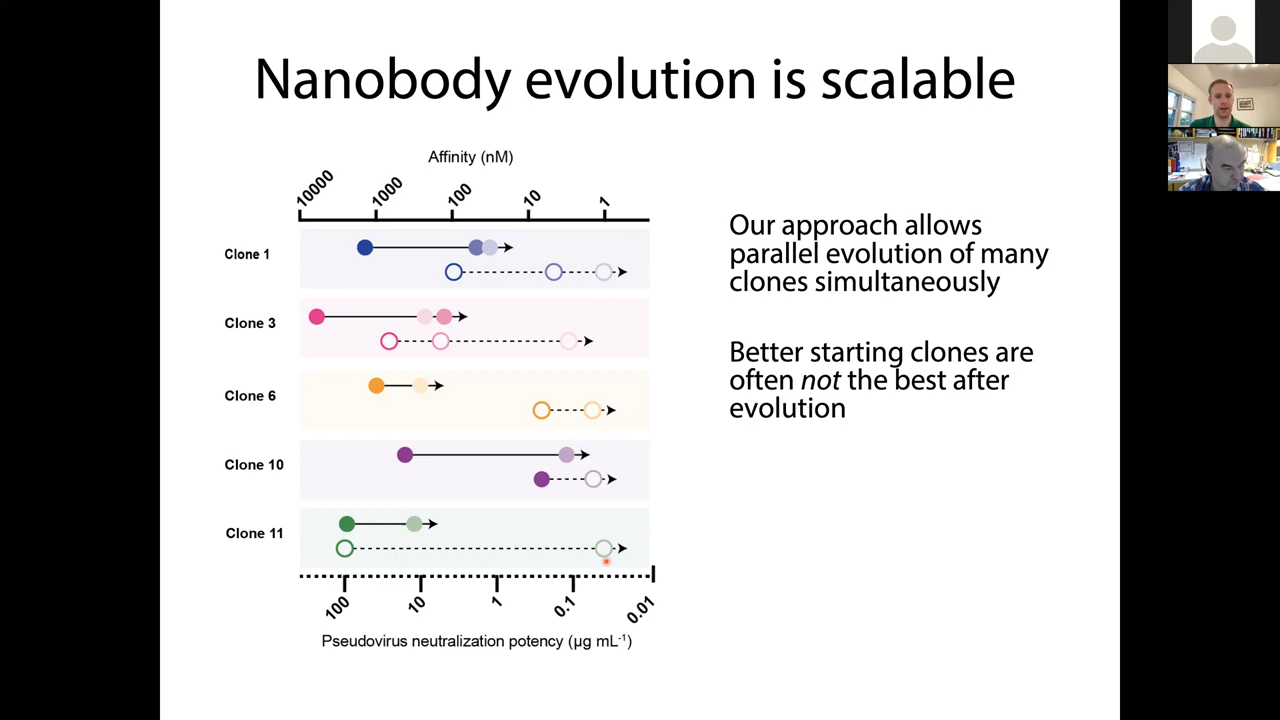 Nanobody evolution is scalable
Affinity (nM)
10000 1000 100 10 1
Clone 1
Clone 3
Clone 6
Clone 10
Clone 11
100 10 1 0.1 0.01
Pseudovirus neutralization potency (µg mL⁻¹)
Our approach allows
parallel evolution of many
clones simultaneously
Better starting clones are
often not the best after
evolution